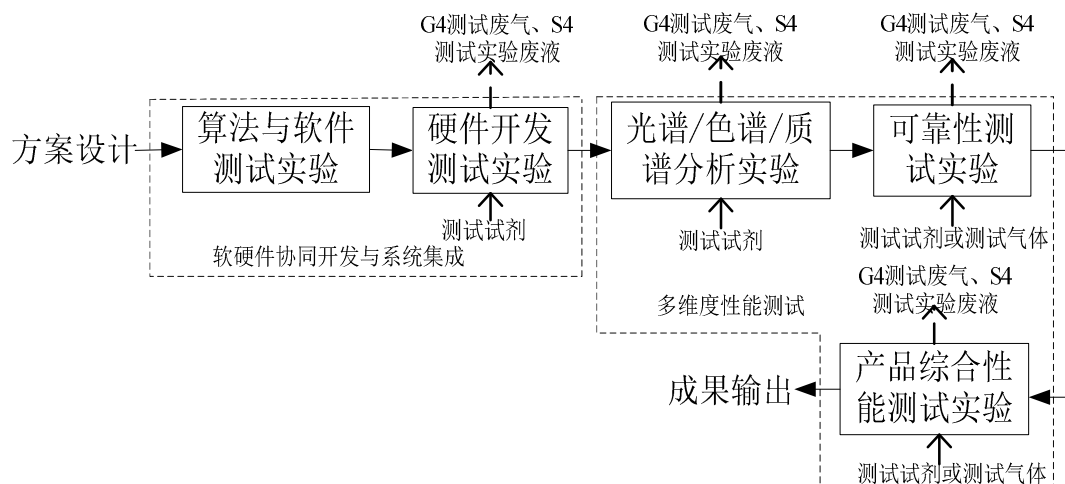 G4测试废气、S4
测试实验废液
G4测试废气、S4
测试实验废液
G4测试废气、S4
测试实验废液
方案设计
算法与软件
测试实验
硬件开发
测试实验
光谱/色谱/质
谱分析实验
可靠性测
试实验
测试试剂
测试试剂
测试试剂或测试气体
软硬件协同开发与系统集成
G4测试废气、S4
测试实验废液
多维度性能测试
成果输出
产品综合性
能测试实验
测试试剂或测试气体